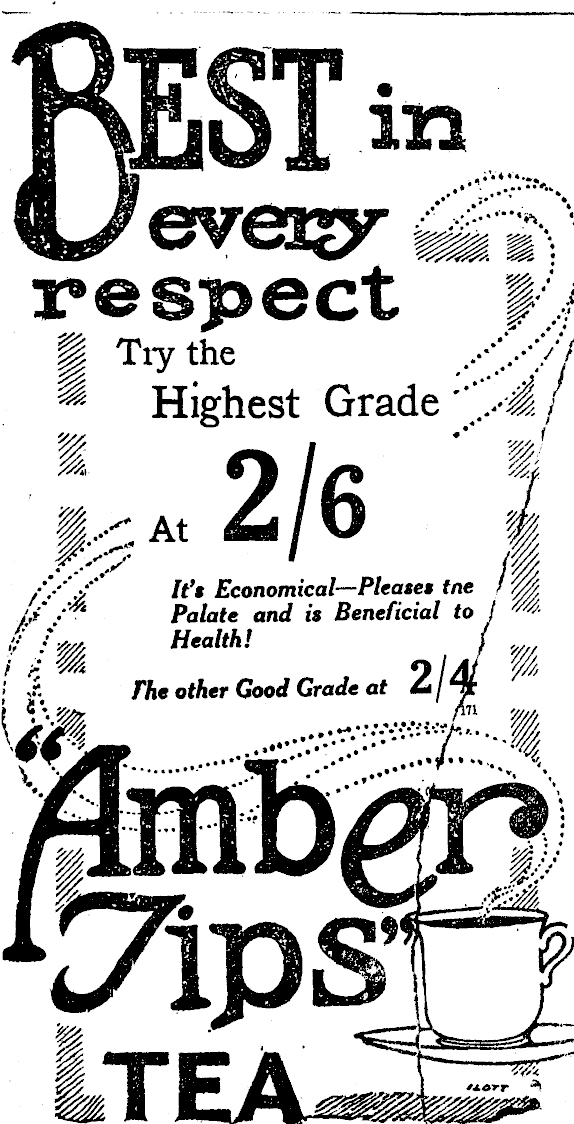 BEST in
every
respect
Try the
Highest Grade
At 2/6
It's Economical—Pleases tne
Palate and is Beneficial to
Health!
The other Good Grade at 2/4
171
"Amber
Tips"
TEA
ILOTT